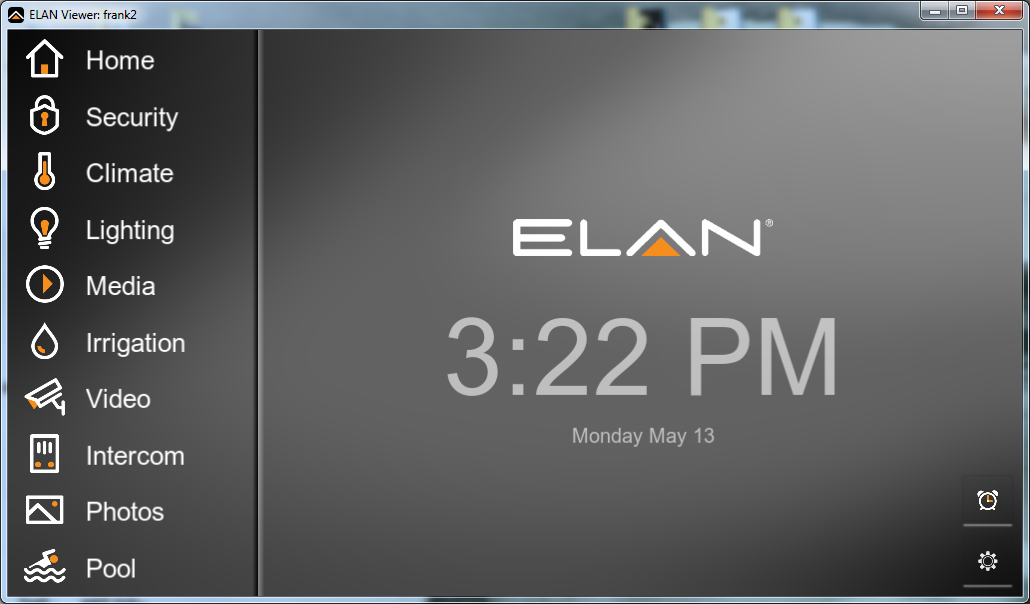 ELAN Viewer: frank2
Home
Security
Climate
Lighting
Media
Irrigation
Video
Intercom
Photos
Pool
ELAN®
3:22 PM
Monday May 13